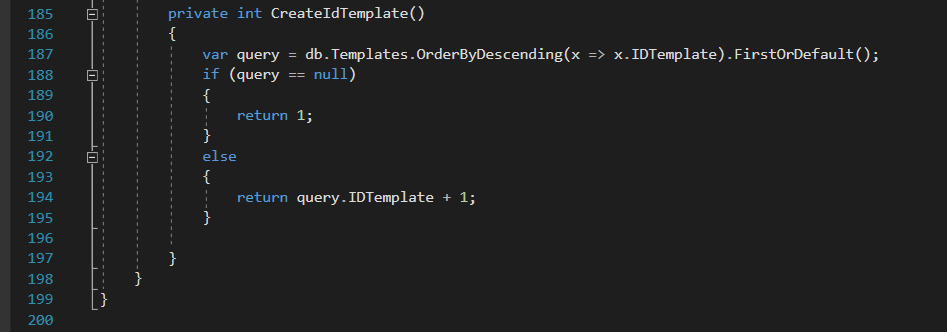 185 private int CreateIdTemplate()
186 {
187 var query = db.Templates.OrderByDescending(x => x.IDTemplate).FirstOrDefault();
188 if (query == null)
189 {
190 return 1;
191 }
192 else
193 {
194 return query.IDTemplate + 1;
195 }
196
197 }
198 }
199 }
200